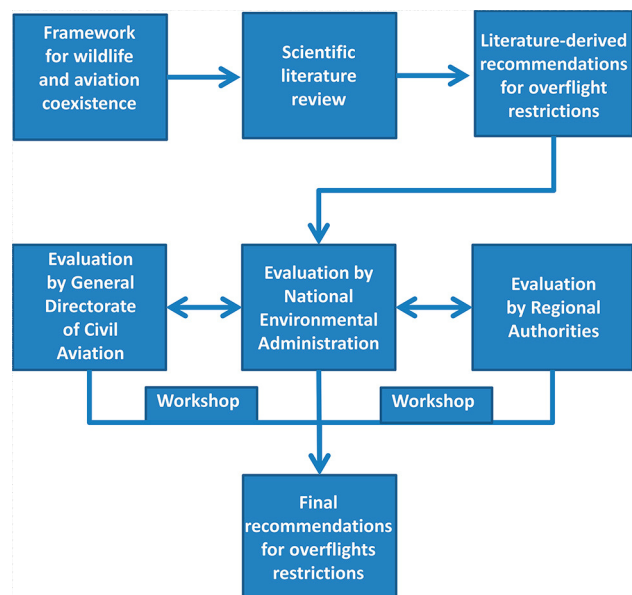 Framework
for wildlife
and aviation
coexistence
Scientific
literature
review
Literature-derived
recommendations
for overflight
restrictions
Evaluation
by General
Directorate
of Civil
Aviation
Evaluation by
National
Environmental
Administration
Evaluation
by Regional
Authorities
Workshop
Workshop
Final
recommendations
for overflights
restrictions